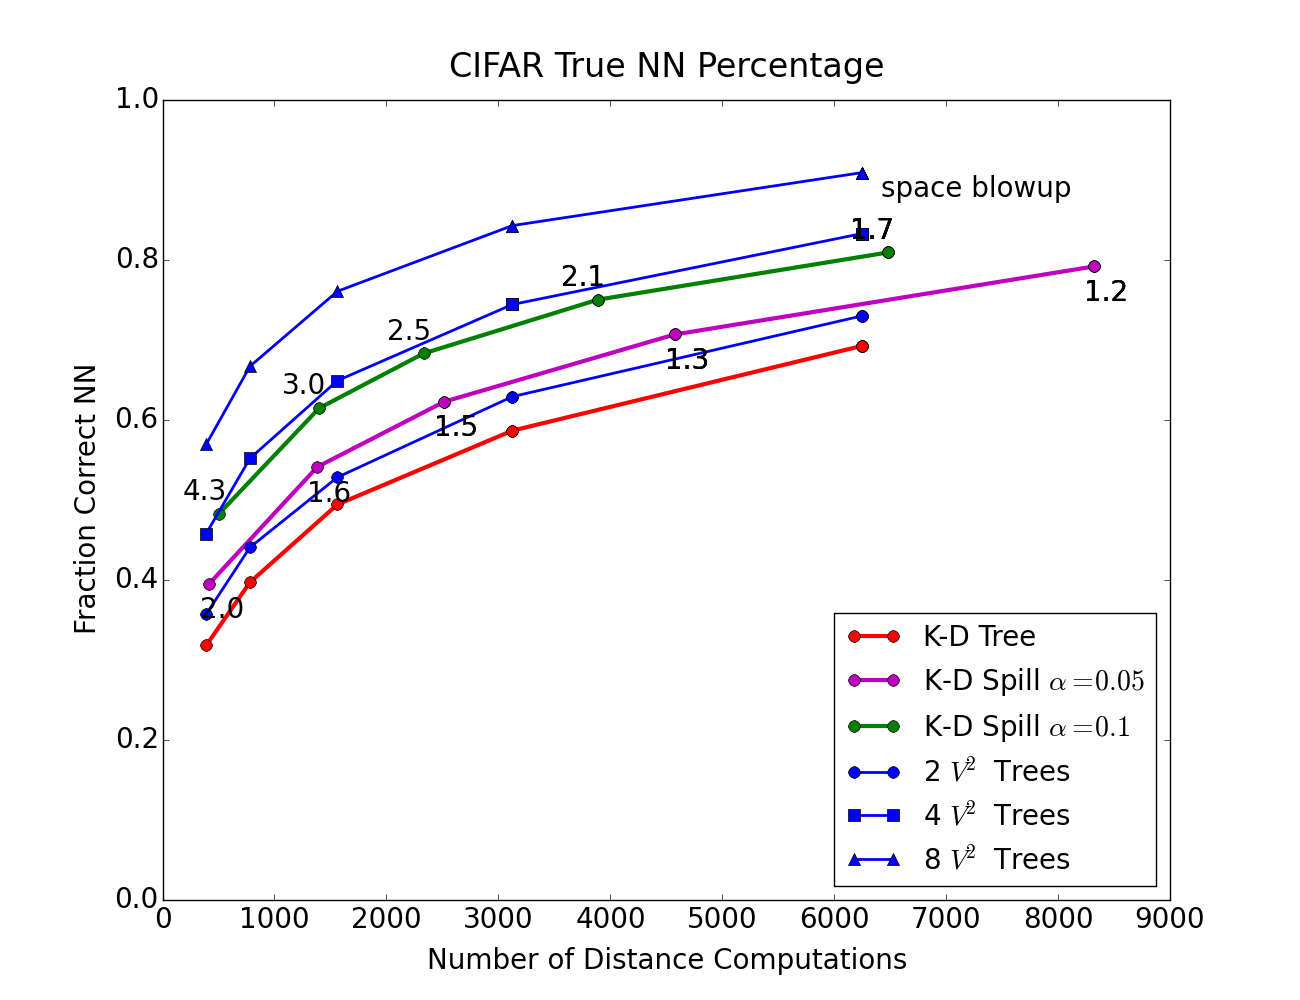 CIFAR True NN Percentage
1.0
0.8
0.6
0.4
0.2
0.0
Fraction Correct NN
space blowup
1.7
2.1
1.2
2.5
1.3
3.0
1.5
4.3
1.6
2.0
K-D Tree
K-D Spill α=0.05
K-D Spill α=0.1
2 V² Trees
4 V² Trees
8 V² Trees
0 1000 2000 3000 4000 5000 6000 7000 8000 9000
Number of Distance Computations